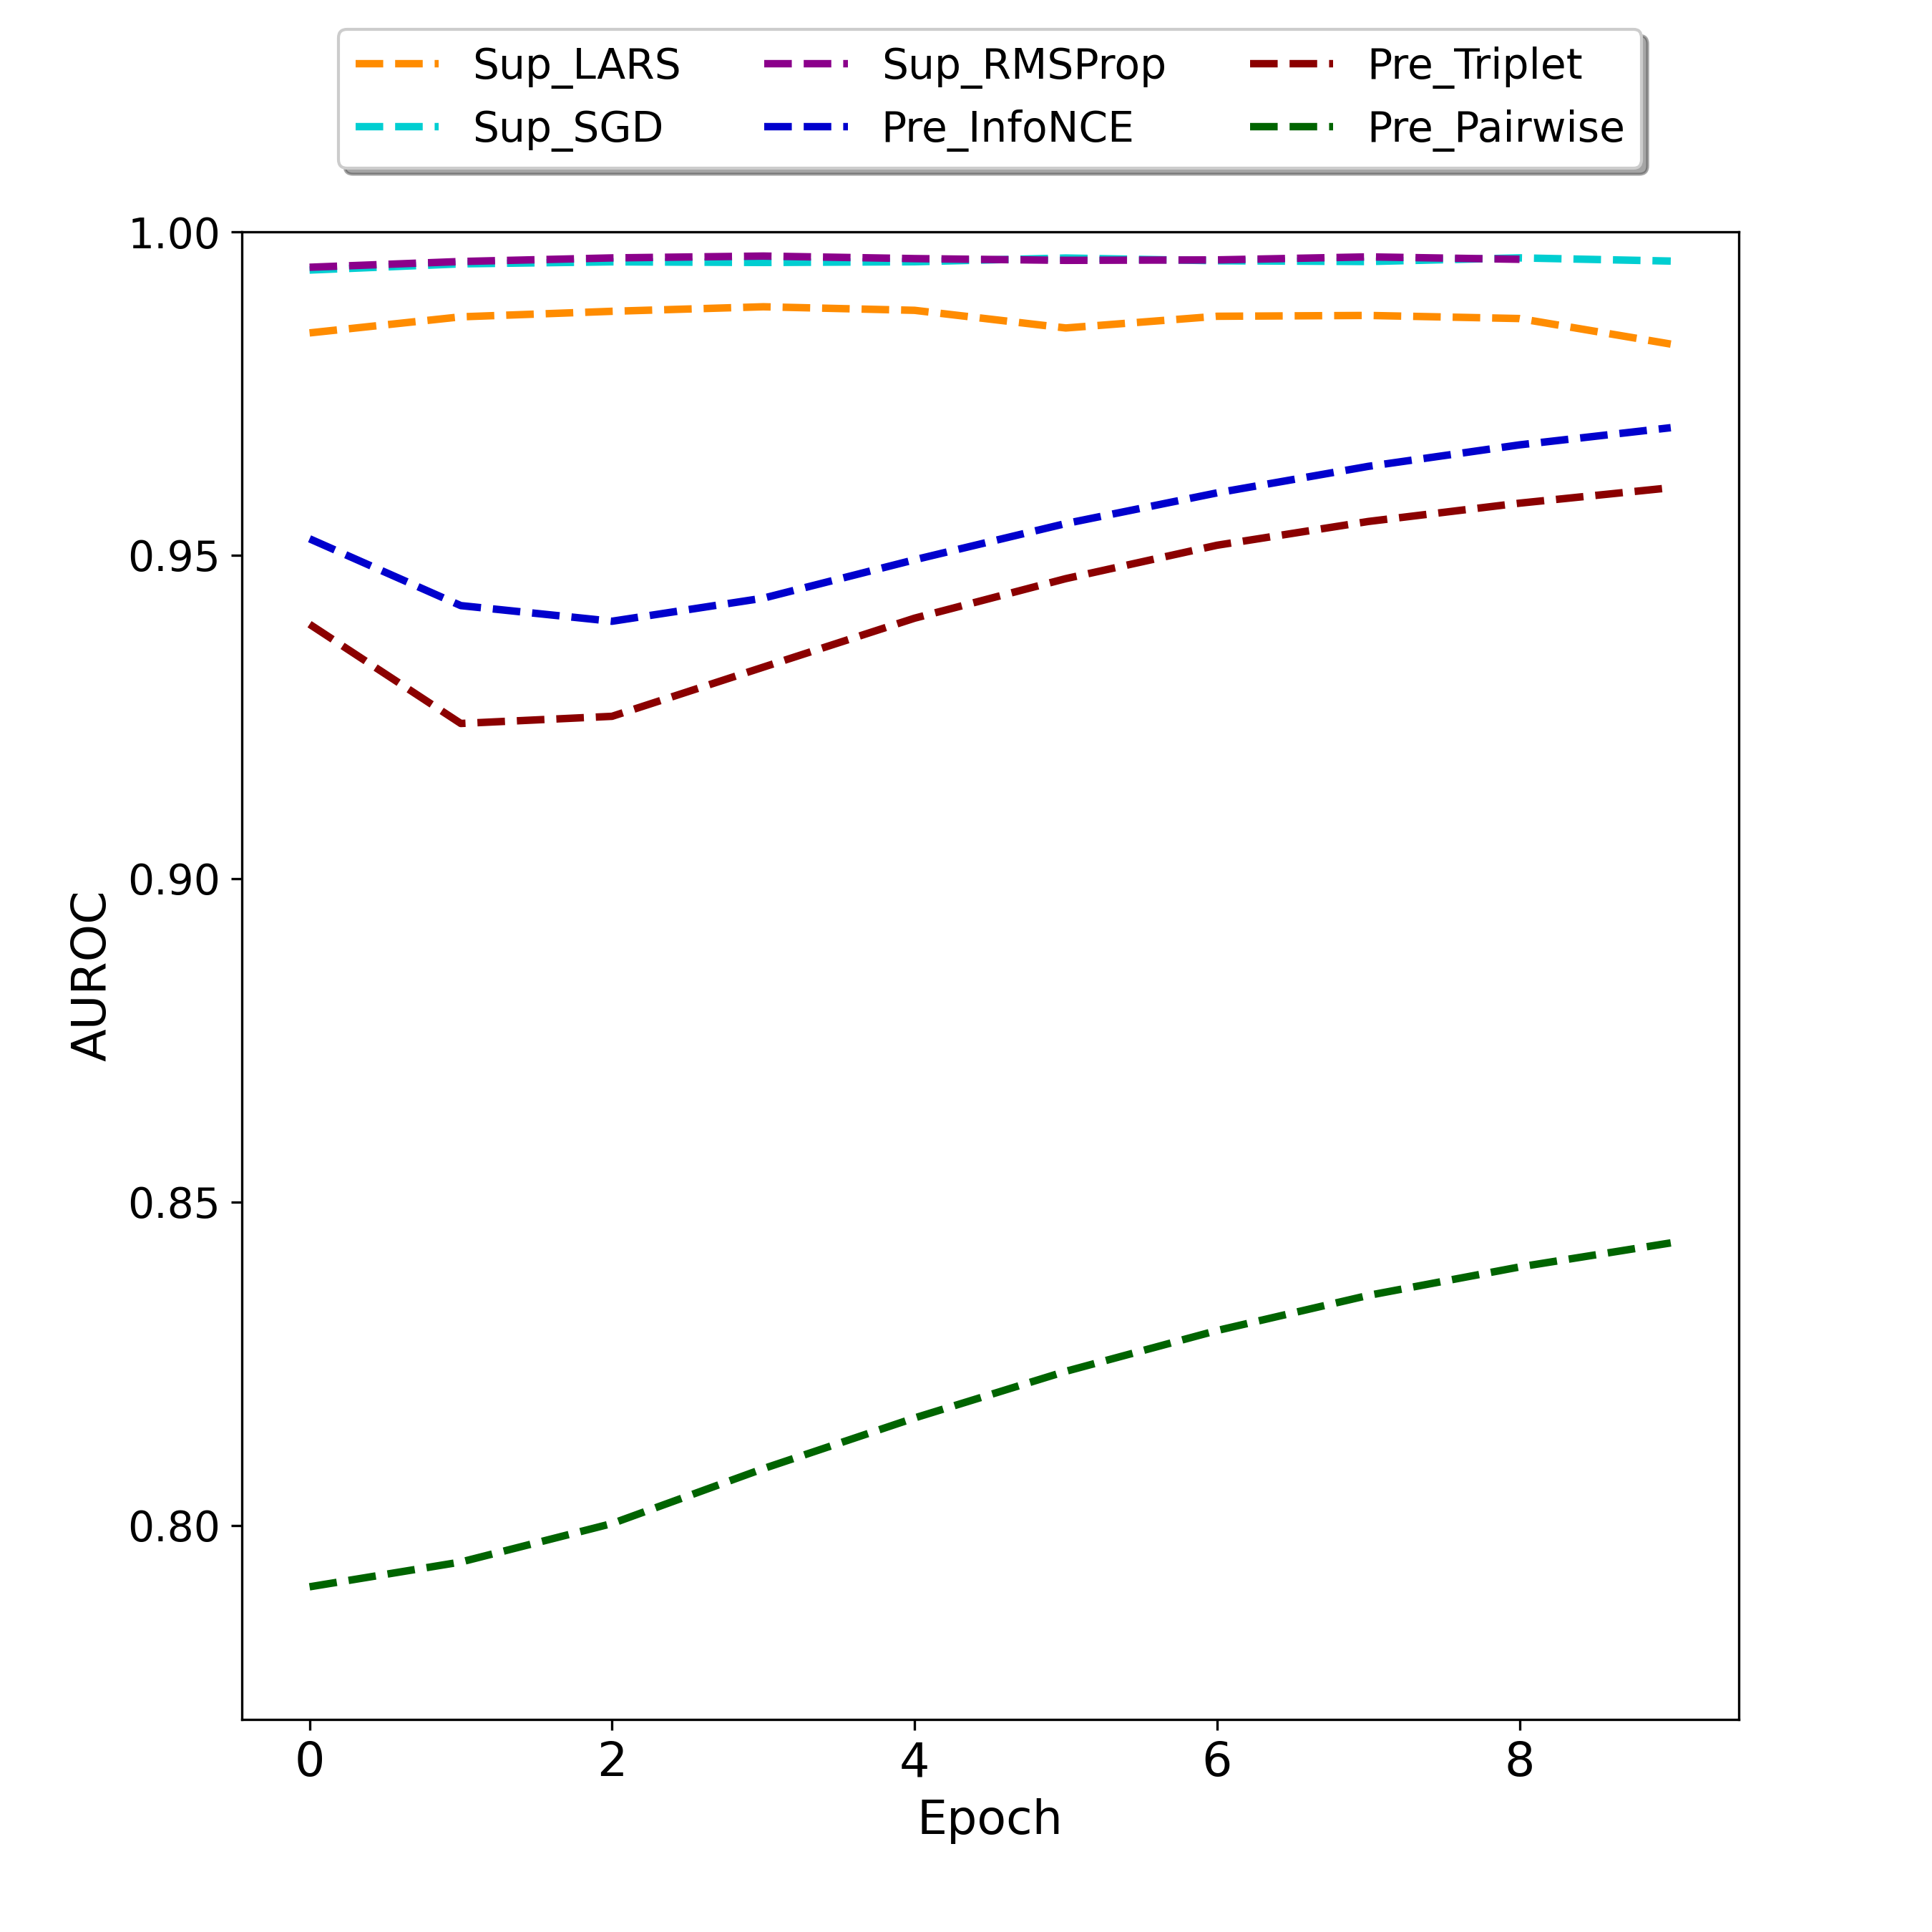 Sup_LARS Sup_RMSProp Pre_Triplet
Sup_SGD Pre_InfoNCE Pre_Pairwise
1.00
0.95
0.90
0.85
0.80
AUROC
0 2 4 6 8
Epoch